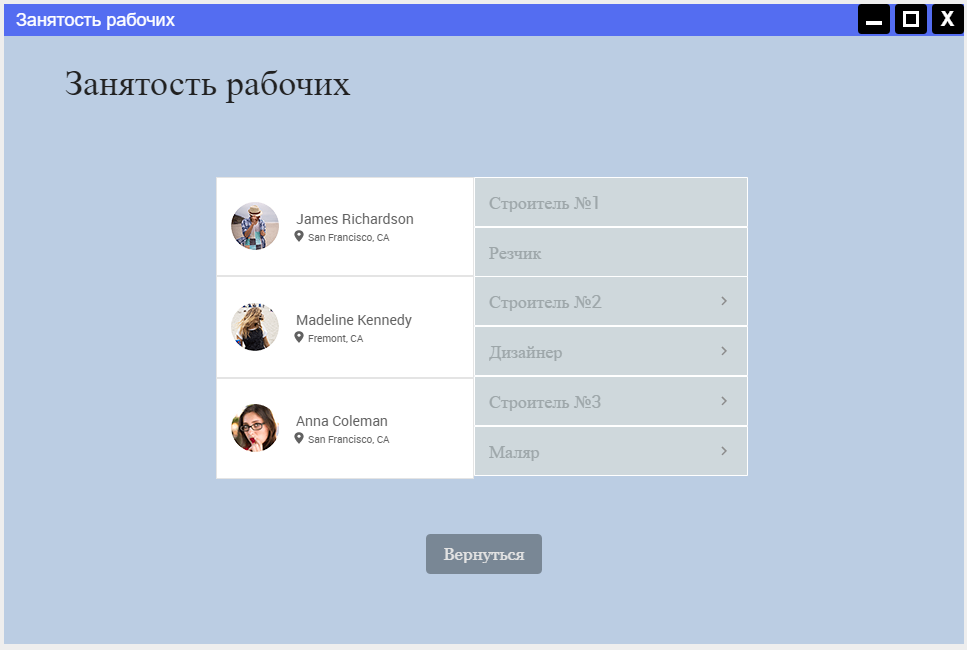 Занятость рабочих
X
Занятость рабочих
James Richardson
San Francisco, CA
Строитель №1
Резчик
Madeline Kennedy
Fremont, CA
Строитель №2
Дизайнер
Anna Coleman
San Francisco, CA
Строитель №3
Маляр
Вернуться